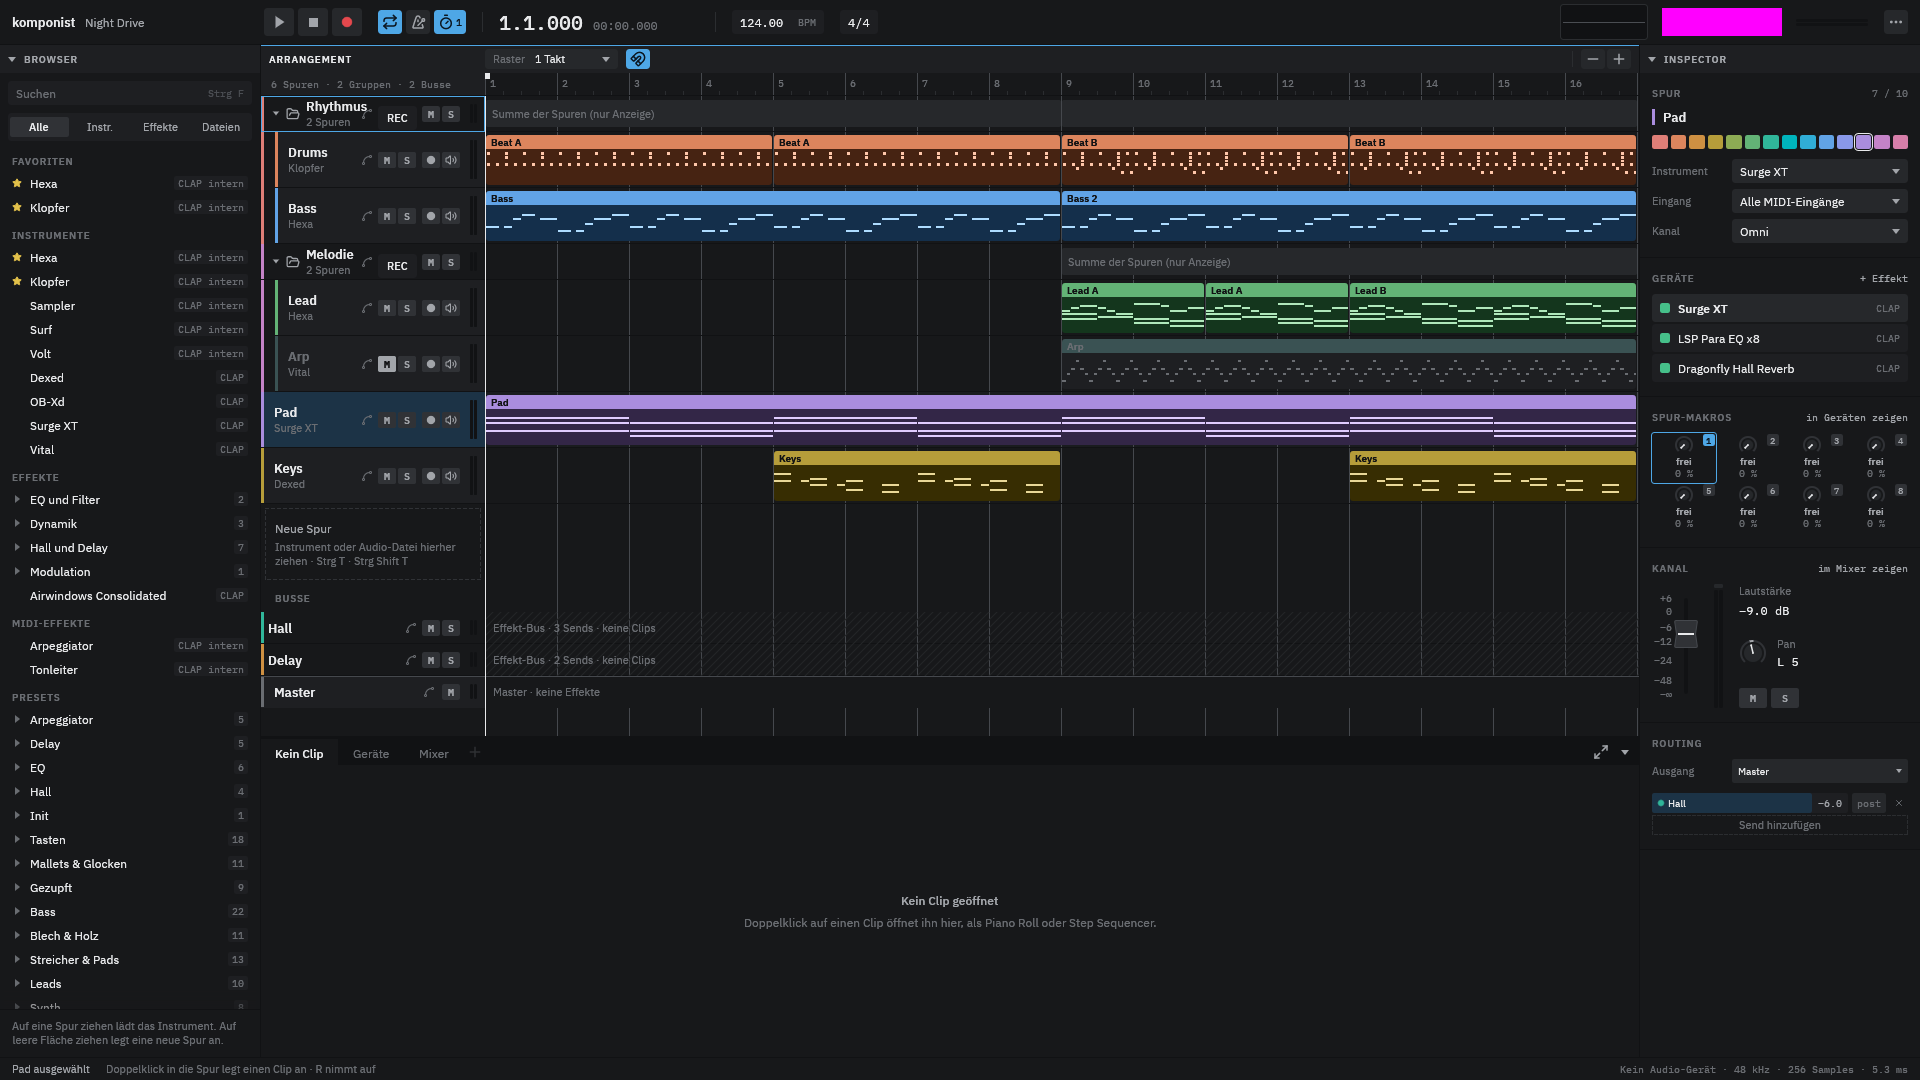 komponist Night Drive
1
1.1.000 00:00.000
124.00 BPM
4/4
BROWSER
Suchen Strg F
Alle Instr. Effekte Dateien
FAVORITEN
Hexa CLAP intern
Klopfer CLAP intern
INSTRUMENTE
Hexa CLAP intern
Klopfer CLAP intern
Sampler CLAP intern
Surf CLAP intern
Volt CLAP intern
Dexed CLAP
OB-Xd CLAP
Surge XT CLAP
Vital CLAP
EFFEKTE
EQ und Filter 2
Dynamik 3
Hall und Delay 7
Modulation 1
Airwindows Consolidated CLAP
MIDI-EFFEKTE
Arpeggiator CLAP intern
Tonleiter CLAP intern
PRESETS
Arpeggiator 5
Delay 5
EQ 6
Hall 4
Init 1
Tasten 18
Mallets & Glocken 11
Gezupft 9
Bass 22
Blech & Holz 11
Streicher & Pads 13
Leads 10
Synth 8
Auf eine Spur ziehen lädt das Instrument. Auf
leere Fläche ziehen legt eine neue Spur an.
ARRANGEMENT
Raster 1 Takt
6 Spuren · 2 Gruppen · 2 Busse
1 2 3 4 5 6 7 8 9 10 11 12 13 14 15 16
Rhythmus
2 Spuren
REC M S
Summe der Spuren (nur Anzeige)
Drums
Klopfer
M S
Beat A Beat A Beat B Beat B
Bass
Hexa
M S
Bass Bass 2
Melodie
2 Spuren
REC M S
Summe der Spuren (nur Anzeige)
Lead
Hexa
M S
Lead A Lead A Lead B
Arp
Vital
M S
Arp
Pad
Surge XT
M S
Pad
Keys
Dexed
M S
Keys Keys
Neue Spur
Instrument oder Audio-Datei hierher
ziehen · Strg T · Strg Shift T
BUSSE
Hall M S
Effekt-Bus · 3 Sends · keine Clips
Delay M S
Effekt-Bus · 2 Sends · keine Clips
Master M
Master · keine Effekte
Kein Clip Geräte Mixer +
Kein Clip geöffnet
Doppelklick auf einen Clip öffnet ihn hier, als Piano Roll oder Step Sequencer.
INSPECTOR
SPUR 7 / 10
Pad
Instrument Surge XT
Eingang Alle MIDI-Eingänge
Kanal Omni
GERÄTE + Effekt
Surge XT CLAP
LSP Para EQ x8 CLAP
Dragonfly Hall Reverb CLAP
SPUR-MAKROS in Geräten zeigen
1 2 3 4
frei frei frei frei
0 % 0 % 0 % 0 %
5 6 7 8
frei frei frei frei
0 % 0 % 0 % 0 %
KANAL im Mixer zeigen
+6
0
−6
−12
−24
−48
−∞
Lautstärke
−9.0 dB
Pan
L 5
M S
ROUTING
Ausgang Master
Hall −6.0 post ×
Send hinzufügen
Pad ausgewählt Doppelklick in die Spur legt einen Clip an · R nimmt auf
Kein Audio-Gerät · 48 kHz · 256 Samples · 5.3 ms